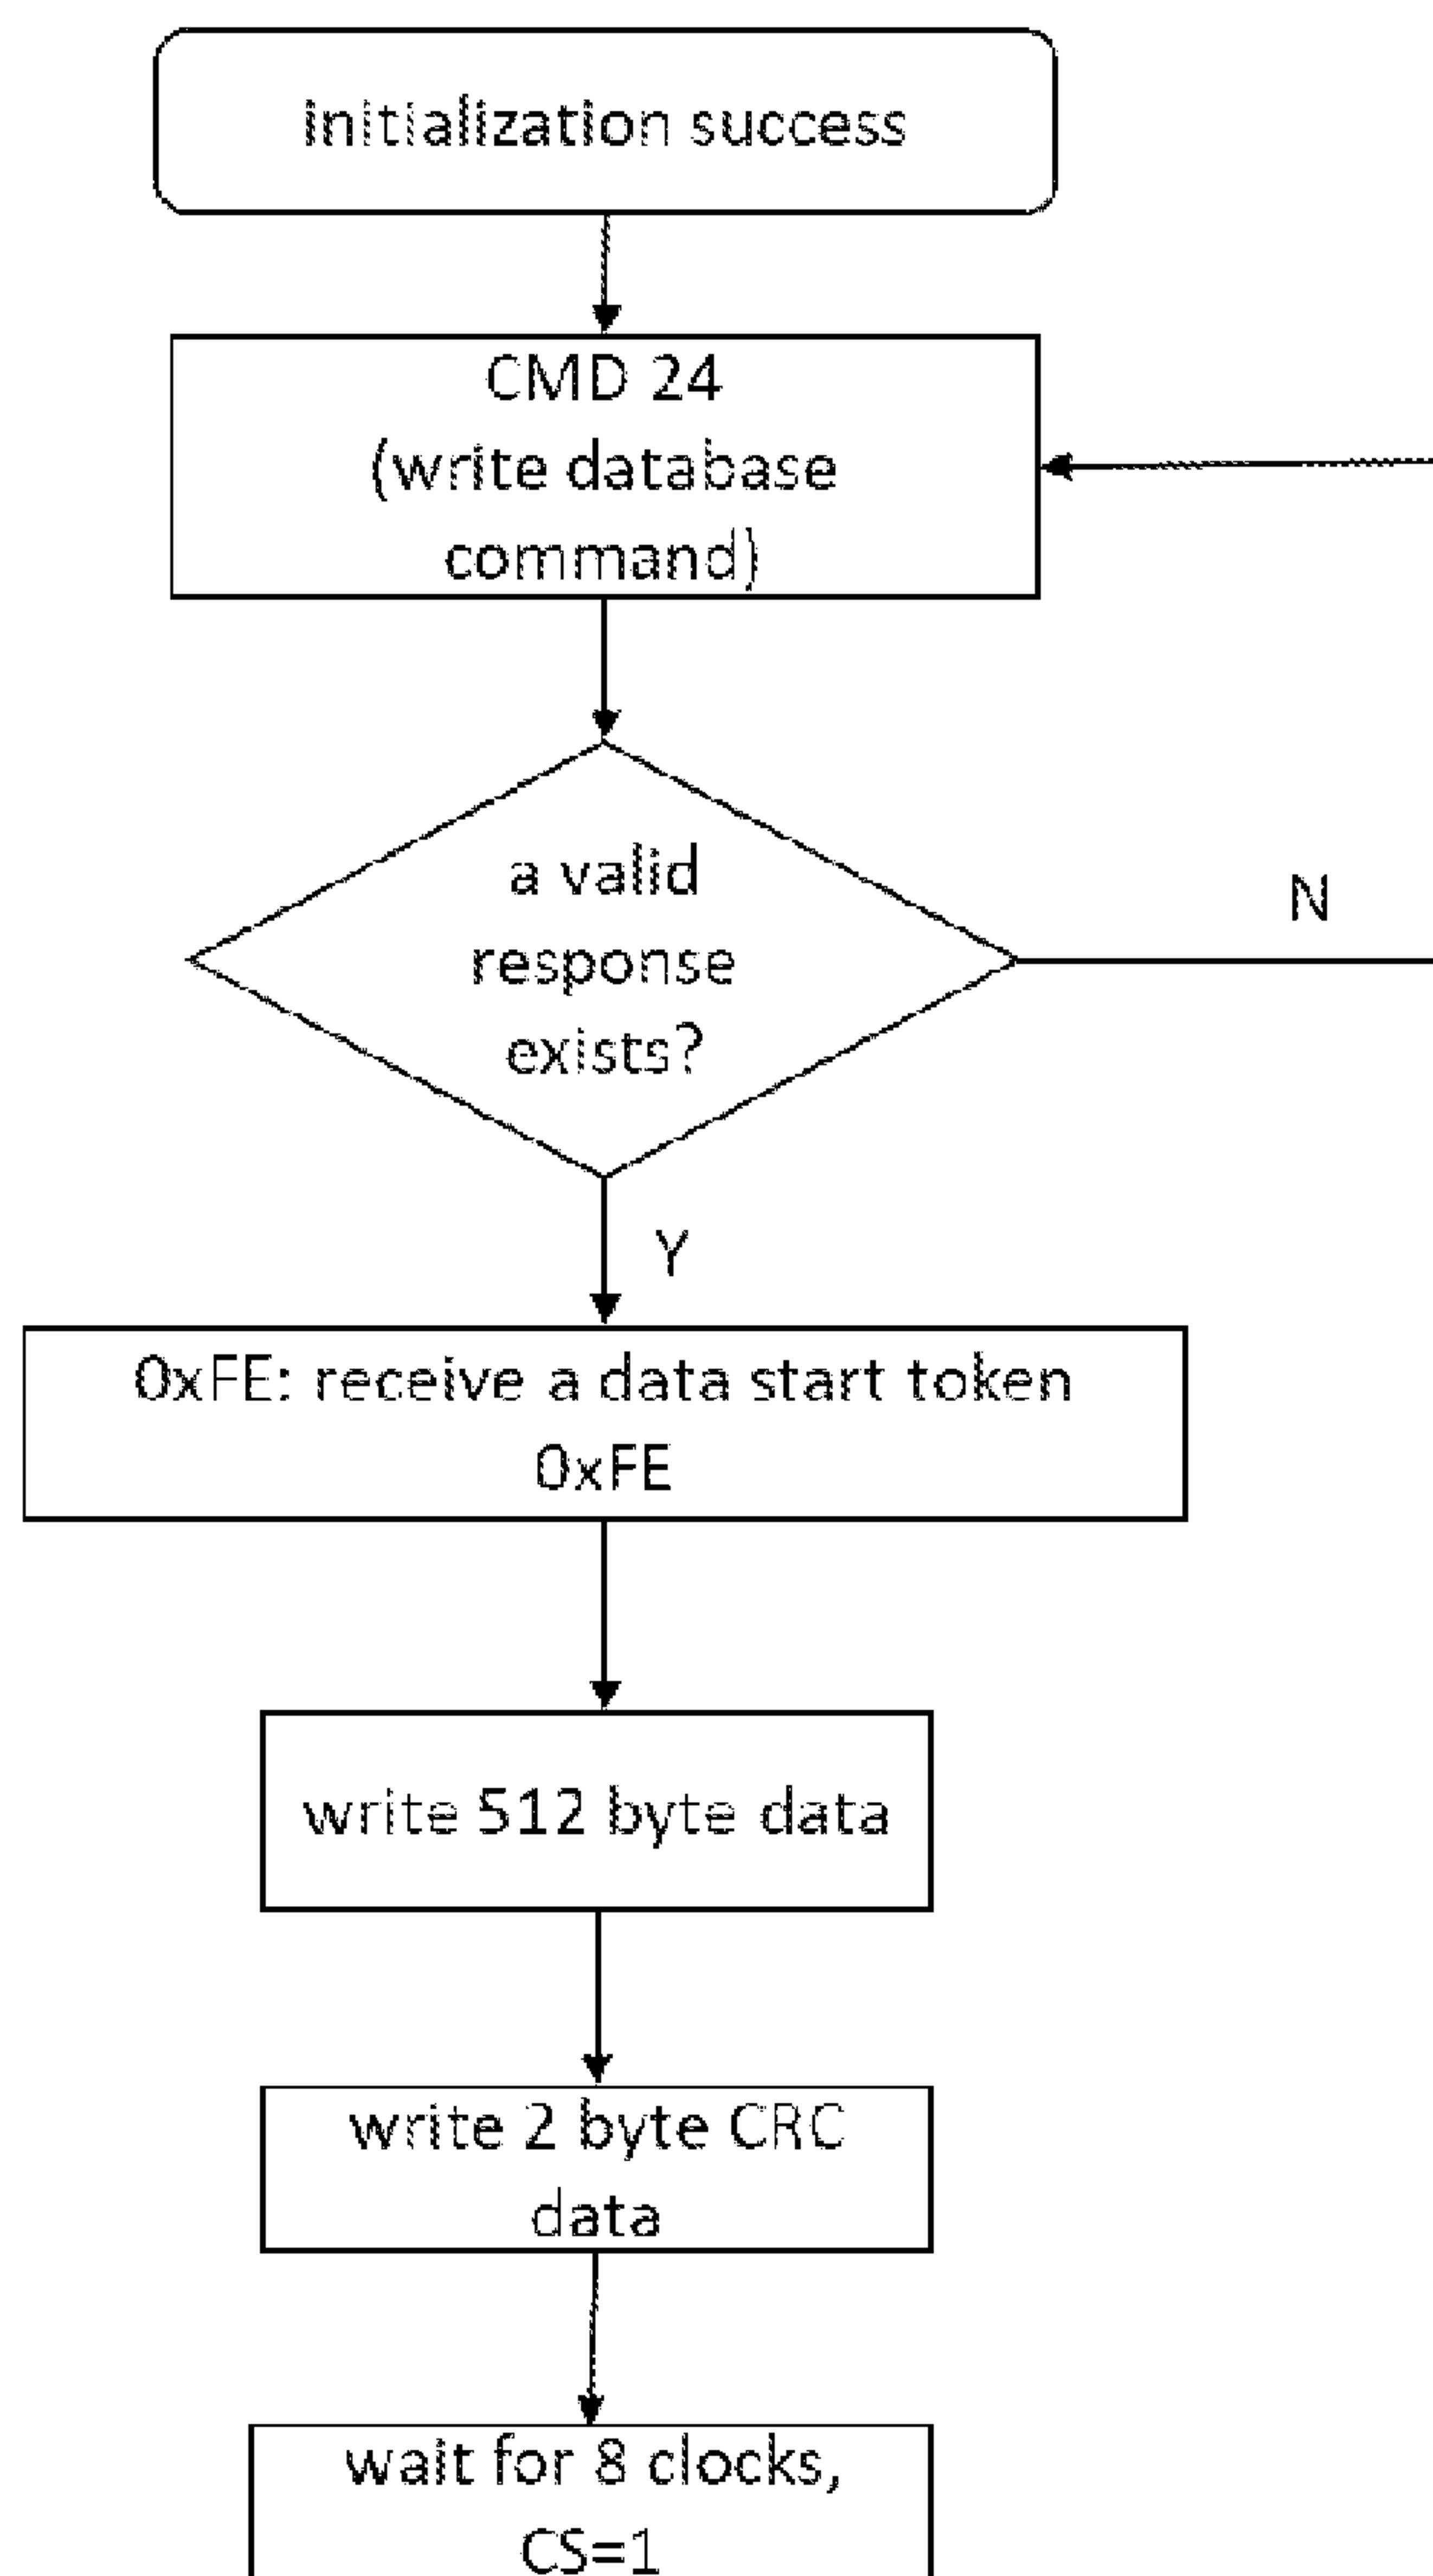 initialization success
CMD 24
(write database
command)
a valid
response
exists?
N
Y
0xFE: receive a data start token
0xFE
write 512 byte data
write 2 byte CRC
data
wait for 8 clocks,
CS=1